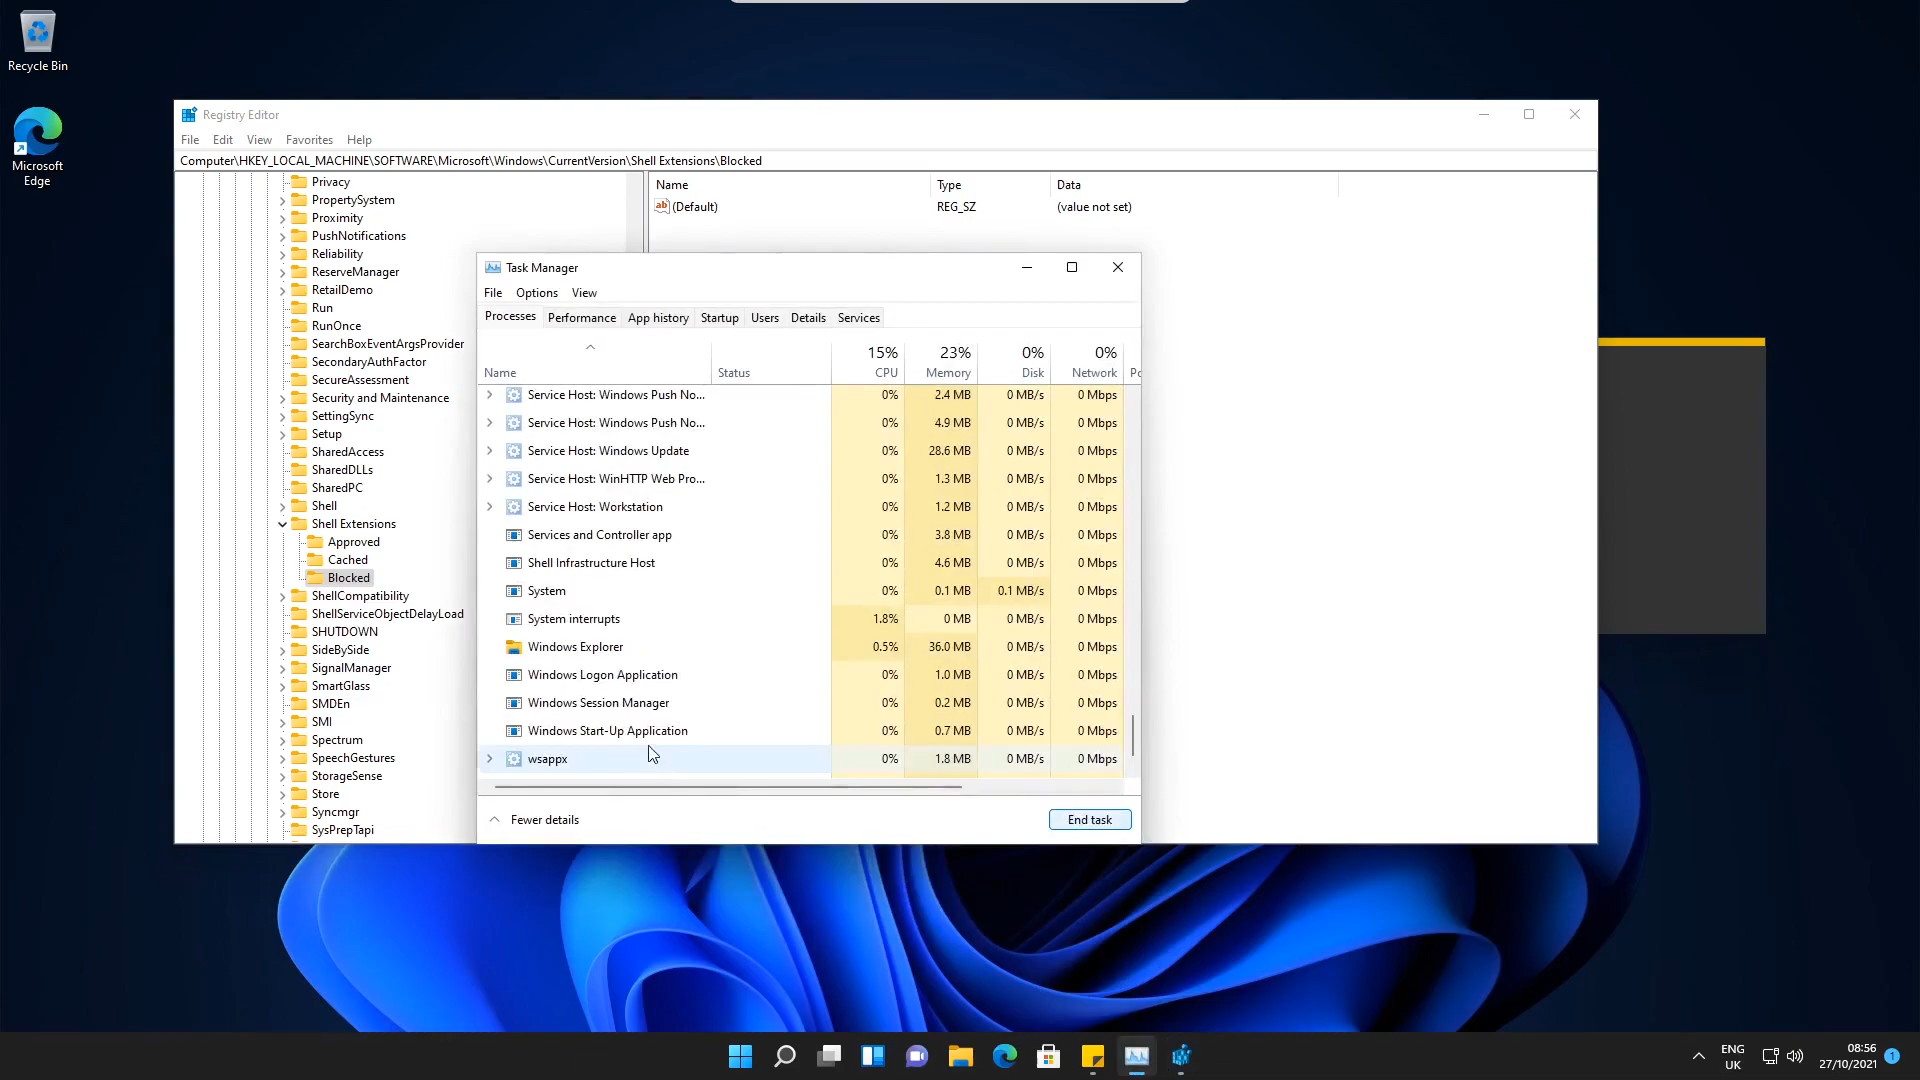 Recycle Bin
Microsoft
Edge
Registry Editor
File Edit View Favorites Help
Computer\HKEY_LOCAL_MACHINE\SOFTWARE\Microsoft\Windows\CurrentVersion\Shell Extensions\Blocked
Privacy
PropertySystem
Proximity
PushNotifications
Reliability
ReserveManager
RetailDemo
Run
RunOnce
SearchBoxEventArgsProvider
SecondaryAuthFactor
SecureAssessment
Security and Maintenance
SettingSync
Setup
SharedAccess
SharedDLLs
SharedPC
Shell
Shell Extensions
Approved
Cached
Blocked
ShellCompatibility
ShellServiceObjectDelayLoad
SHUTDOWN
SideBySide
SignalManager
SmartGlass
SMDEn
SMI
Spectrum
SpeechGestures
StorageSense
Store
Syncmgr
SysPrepTapi
Name Type Data
ab (Default) REG_SZ (value not set)
Task Manager
File Options View
Processes Performance App history Startup Users Details Services
15% 23% 0% 0%
Name Status CPU Memory Disk Network Pc
Service Host: Windows Push No... 0% 2.4 MB 0 MB/s 0 Mbps
Service Host: Windows Push No... 0% 4.9 MB 0 MB/s 0 Mbps
Service Host: Windows Update 0% 28.6 MB 0 MB/s 0 Mbps
Service Host: WinHTTP Web Pro... 0% 1.3 MB 0 MB/s 0 Mbps
Service Host: Workstation 0% 1.2 MB 0 MB/s 0 Mbps
Services and Controller app 0% 3.8 MB 0 MB/s 0 Mbps
Shell Infrastructure Host 0% 4.6 MB 0 MB/s 0 Mbps
System 0% 0.1 MB 0.1 MB/s 0 Mbps
System interrupts 1.8% 0 MB 0 MB/s 0 Mbps
Windows Explorer 0.5% 36.0 MB 0 MB/s 0 Mbps
Windows Logon Application 0% 1.0 MB 0 MB/s 0 Mbps
Windows Session Manager 0% 0.2 MB 0 MB/s 0 Mbps
Windows Start-Up Application 0% 0.7 MB 0 MB/s 0 Mbps
wsappx 0% 1.8 MB 0 MB/s 0 Mbps
Fewer details End task
ENG
UK
08:56
27/10/2021
1